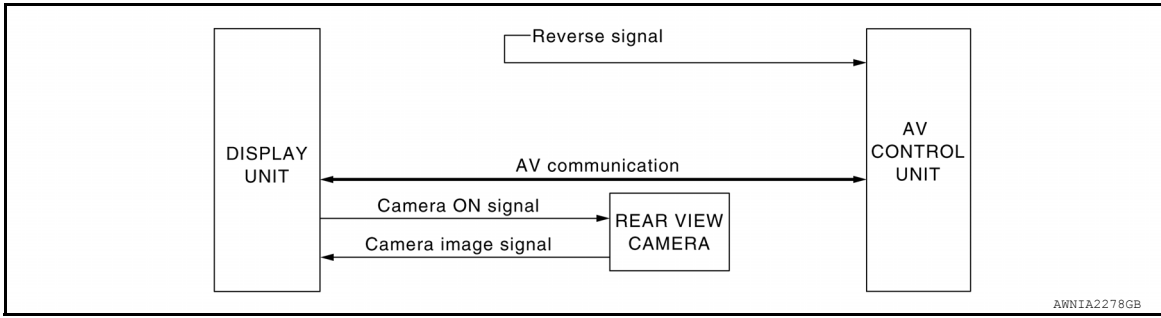 Reverse signal
DISPLAY
UNIT
AV
CONTROL
UNIT
AV communication
Camera ON signal
REAR VIEW
CAMERA
Camera image signal
AWNIA2278GB